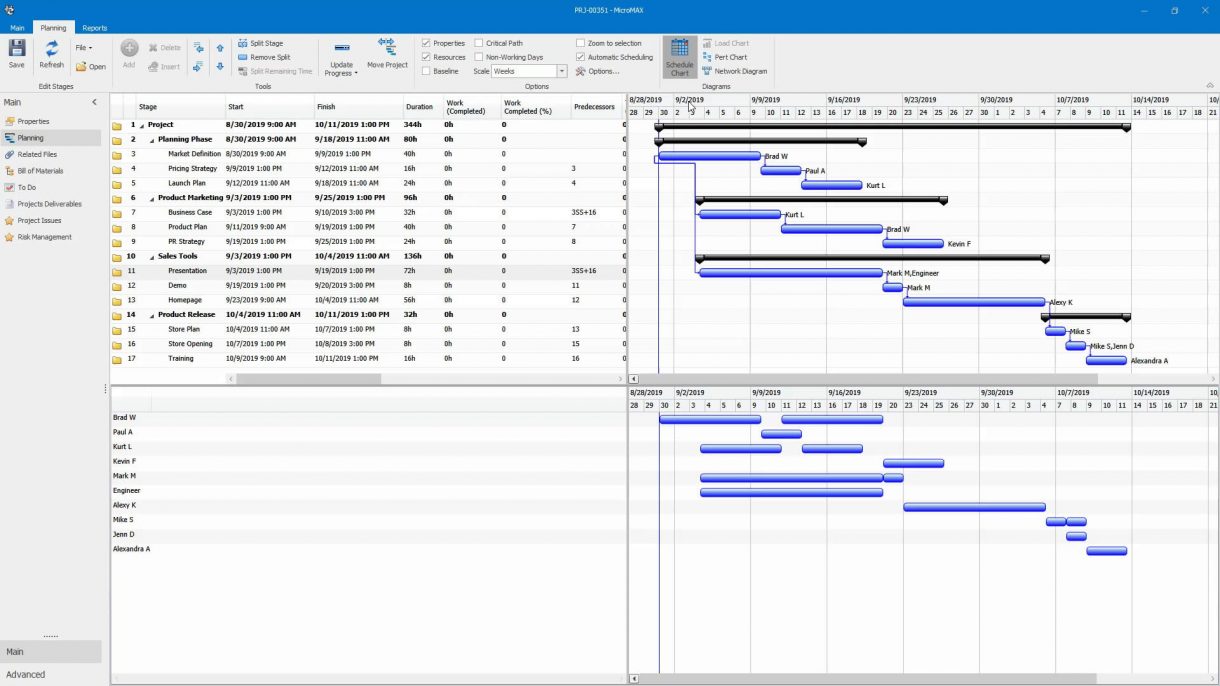 PRJ-00351 - MicroMAX
Main Planning Reports
Save Refresh File Open Add Delete Insert
Split Stage
Remove Split
Split Remaining Time
Update Progress Move Project
Properties Critical Path
Resources Non-Working Days
Baseline Scale Weeks
Zoom to selection
Automatic Scheduling
Options...
Schedule Chart
Load Chart
Pert Chart
Network Diagram
Edit Stages Tools Options Diagrams
Main
Properties
Planning
Related Files
Bill of Materials
To Do
Projects Deliverables
Project Issues
Risk Management
Main
Advanced
Stage Start Finish Duration Work (Completed) Work Completed (%) Predecessors
1 Project 8/30/2019 9:00 AM 10/11/2019 1:00 PM 344h 0h 0
2 Planning Phase 8/30/2019 9:00 AM 9/18/2019 11:00 AM 80h 0h 0
3 Market Definition 8/30/2019 9:00 AM 9/9/2019 1:00 PM 40h 0h 0
4 Pricing Strategy 9/9/2019 1:00 PM 9/12/2019 11:00 AM 16h 0h 0 3
5 Launch Plan 9/12/2019 11:00 AM 9/18/2019 11:00 AM 24h 0h 0 4
6 Product Marketing 9/3/2019 1:00 PM 9/25/2019 1:00 PM 96h 0h 0
7 Business Case 9/3/2019 1:00 PM 9/10/2019 3:00 PM 32h 0h 0 3SS+16
8 Product Plan 9/11/2019 9:00 AM 9/19/2019 1:00 PM 40h 0h 0 7
9 PR Strategy 9/19/2019 1:00 PM 9/25/2019 1:00 PM 24h 0h 0 8
10 Sales Tools 9/3/2019 1:00 PM 10/4/2019 11:00 AM 136h 0h 0
11 Presentation 9/3/2019 1:00 PM 9/19/2019 1:00 PM 72h 0h 0 3SS+16
12 Demo 9/19/2019 1:00 PM 9/20/2019 3:00 PM 8h 0h 0 11
13 Homepage 9/23/2019 9:00 AM 10/4/2019 11:00 AM 56h 0h 0 12
14 Product Release 10/4/2019 11:00 AM 10/11/2019 1:00 PM 32h 0h 0
15 Store Plan 10/4/2019 11:00 AM 10/7/2019 1:00 PM 8h 0h 0 13
16 Store Opening 10/7/2019 1:00 PM 10/8/2019 3:00 PM 8h 0h 0 15
17 Training 10/9/2019 9:00 AM 10/11/2019 1:00 PM 16h 0h 0 16
8/28/2019 9/2/2019 9/9/2019 9/16/2019 9/23/2019 9/30/2019 10/7/2019 10/14/2019 10/
28 29 30 2 3 4 5 6 9 10 11 12 13 16 17 18 19 20 23 24 25 26 27 30 1 2 3 4 7 8 9 10 11 14 15 16 17 18 21
Brad W
Paul A
Kurt L
Kurt L
Brad W
Kevin F
Mark M,Engineer
Mark M
Alexy K
Mike S
Mike S,Jenn D
Alexandra A
8/28/2019 9/2/2019 9/9/2019 9/16/2019 9/23/2019 9/30/2019 10/7/2019 10/14/2019 10/
28 29 30 2 3 4 5 6 9 10 11 12 13 16 17 18 19 20 23 24 25 26 27 30 1 2 3 4 7 8 9 10 11 14 15 16 17 18 21
Brad W
Paul A
Kurt L
Kevin F
Mark M
Engineer
Alexy K
Mike S
Jenn D
Alexandra A